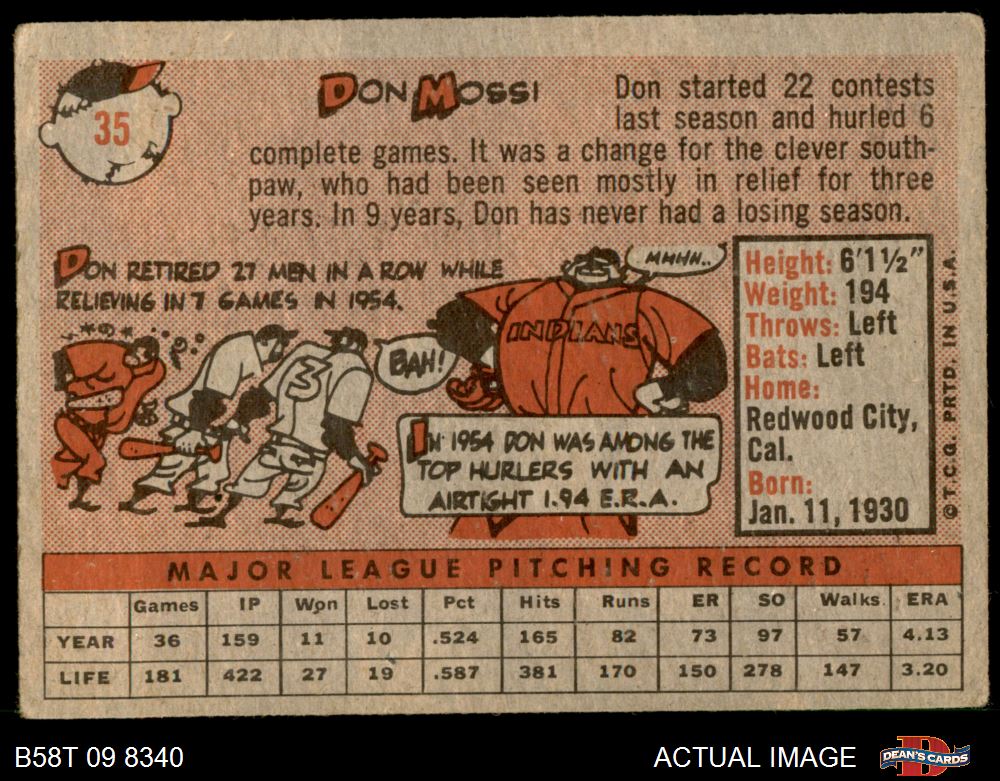 35
DON MOSSI
Don started 22 contests
last season and hurled 6
complete games. It was a change for the clever south-
paw, who had been seen mostly in relief for three
years. In 9 years, Don has never had a losing season.
DON RETIRED 27 MEN IN A ROW WHILE
RELIEVING IN 7 GAMES IN 1954.
MHHN..
INDIANS
BAH!
3
IN 1954 DON WAS AMONG THE
TOP HURLERS WITH AN
AIRTIGHT 1.94 E.R.A.
Height: 6'1½"
Weight: 194
Throws: Left
Bats: Left
Home:
Redwood City,
Cal.
Born:
Jan. 11, 1930
©T.C.G. PRTD. IN U.S.A.
MAJOR LEAGUE PITCHING RECORD
Games IP Won Lost Pct Hits Runs ER SO Walks ERA
YEAR 36 159 11 10 .524 165 82 73 97 57 4.13
LIFE 181 422 27 19 .587 381 170 150 278 147 3.20
B58T 09 8340
ACTUAL IMAGE
DEAN'S CARDS